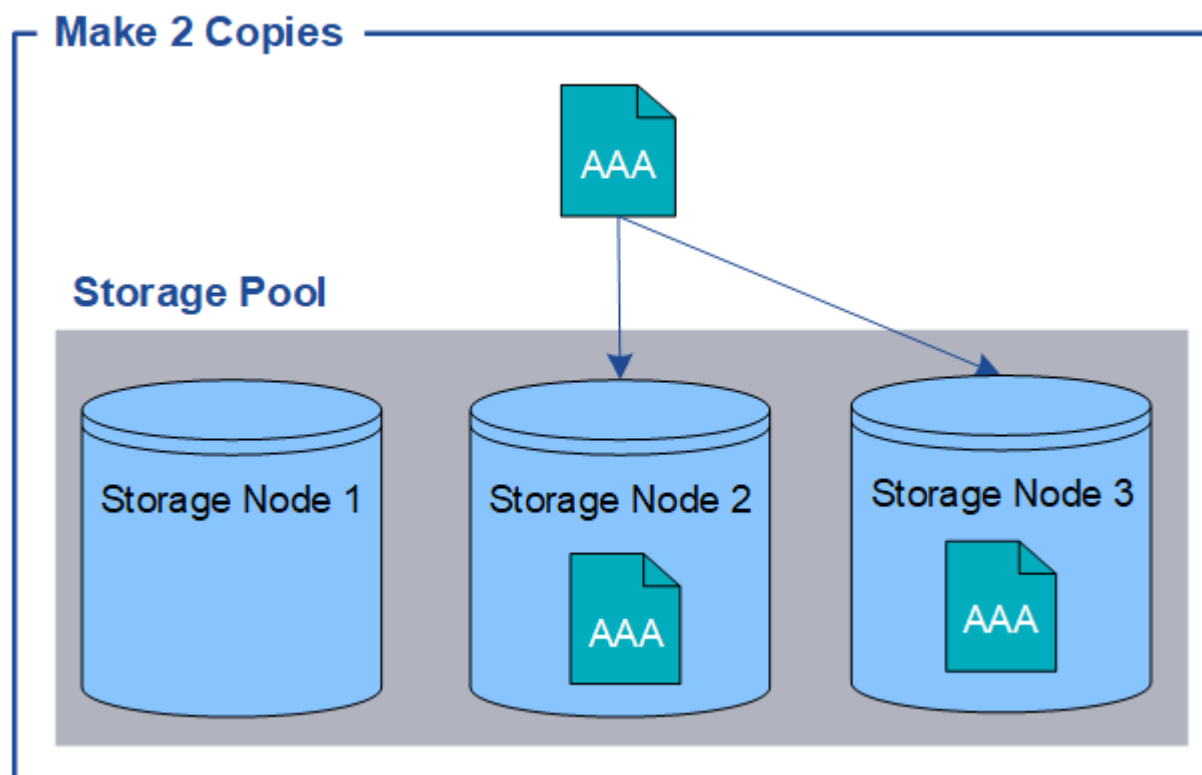 Make 2 Copies
AAA
Storage Pool
Storage Node 1
Storage Node 2
Storage Node 3
AAA
AAA